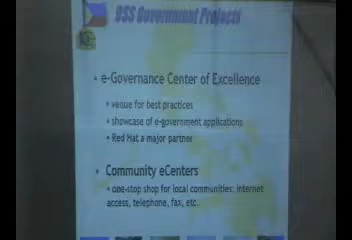 OSS Government Projects
• e-Governance Center of Excellence
• venue for best practices
• showcase of e-government applications
• Red Hat a major partner
• Community eCenters
• one-stop shop for local communities: internet
access, telephone, fax, etc.